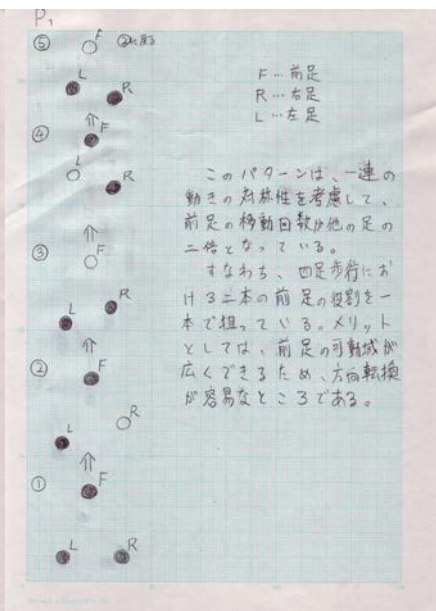 P,
⑤ F ②に戻る
L R
④ F
L R
③ F
L R
② F
L R
① F
L R
F…前足
R…右足
L…左足
このパターンは、一連の
動きの対称性を考慮して、
前足の移動回数が他の足の
二倍となっている。
すなわち、四足歩行にお
ける二本の前足の役割を一
本で担っている。メリット
としては、前足の可動域が
広くできるため、方向転換
が容易なところである。